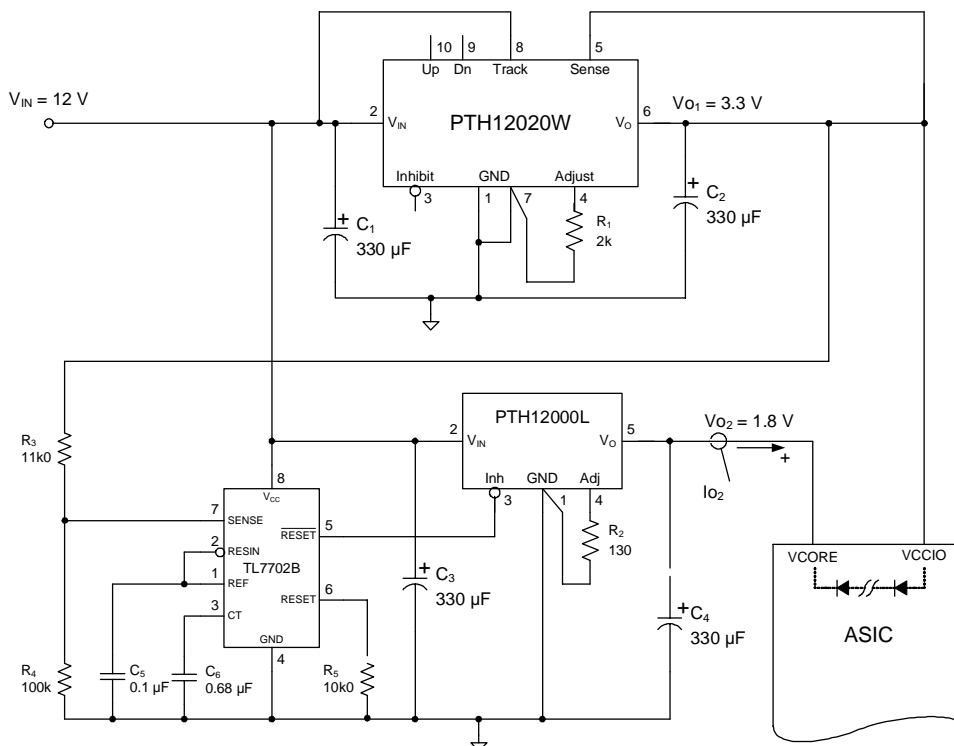 10 9 8 5
Up Dn Track Sense
V_IN = 12 V
2 V_IN PTH12020W V_O 6 Vo₁ = 3.3 V
Inhibit GND Adjust
3 1 7 4
+ C₁
330 µF
R₁
2k
+ C₂
330 µF
PTH12000L
2 V_IN V_O 5 Vo₂ = 1.8 V
+
Io₂
Inh GND Adj
3 1 4
R₂
130
R₃
11k0
8
V_CC
7 SENSE
2 RESIN
1 REF
3 CT
TL7702B
RESET 5
RESET 6
GND
4
+ C₃
330 µF
+ C₄
330 µF
R₄
100k
C₅
0.1 µF
C₆
0.68 µF
R₅
10k0
VCORE VCCIO
ASIC